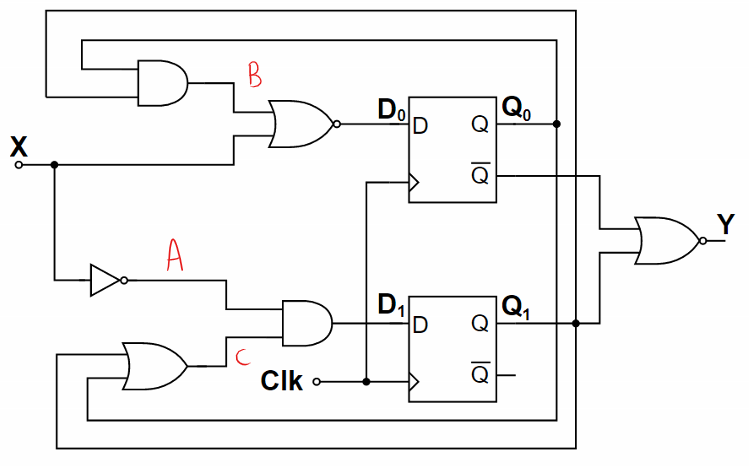 B
D₀ Q₀
D Q
X
Q̅
Y
A
D₁ Q₁
D Q
C
Clk Q̅